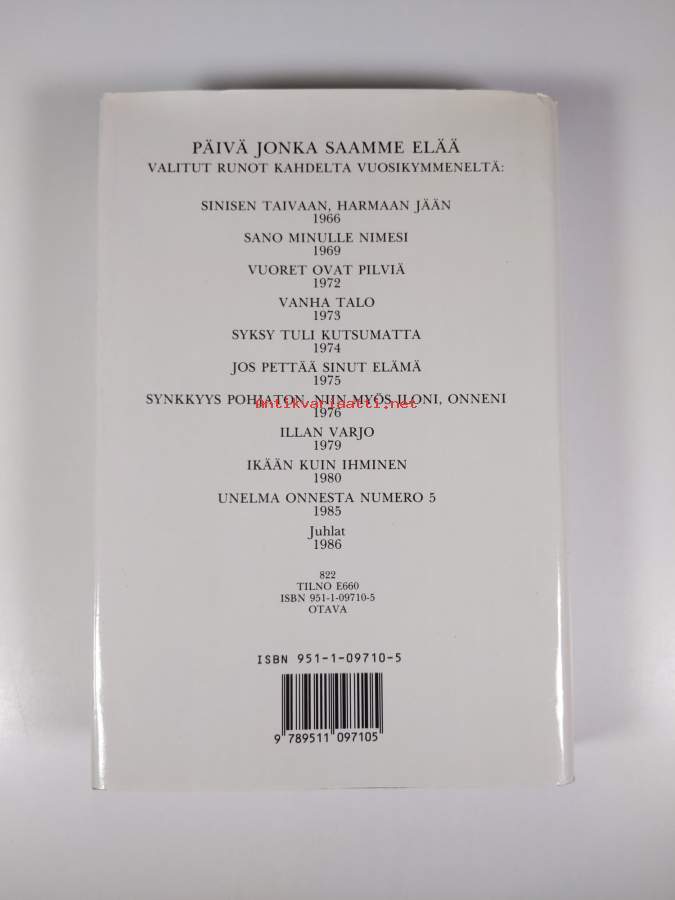 PÄIVÄ JONKA SAAMME ELÄÄ
VALITUT RUNOT KAHDELTA VUOSIKYMMENELTÄ:
SINISEN TAIVAAN, HARMAAN JÄÄN
1966
SANO MINULLE NIMESI
1969
VUORET OVAT PILVIÄ
1972
VANHA TALO
1973
SYKSY TULI KUTSUMATTA
1974
JOS PETTÄÄ SINUT ELÄMÄ
1975
SYNKKYYS POHJATON, NIIN MYÖS ILONI, ONNENI
antikvariaatti.net
1976
ILLAN VARJO
1979
IKÄÄN KUIN IHMINEN
1980
UNELMA ONNESTA NUMERO 5
1985
Juhlat
1986
822
TILNO E660
ISBN 951-1-09710-5
OTAVA
ISBN 951-1-09710-5
9 789511 097105